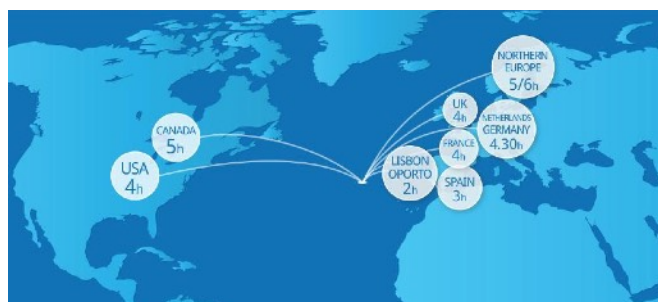 NORTHERN
EUROPE
5/6h
UK
4h
NETHERLANDS
GERMANY
4.30h
CANADA
5h
FRANCE
4h
USA
4h
LISBON
OPORTO
2h
SPAIN
3h